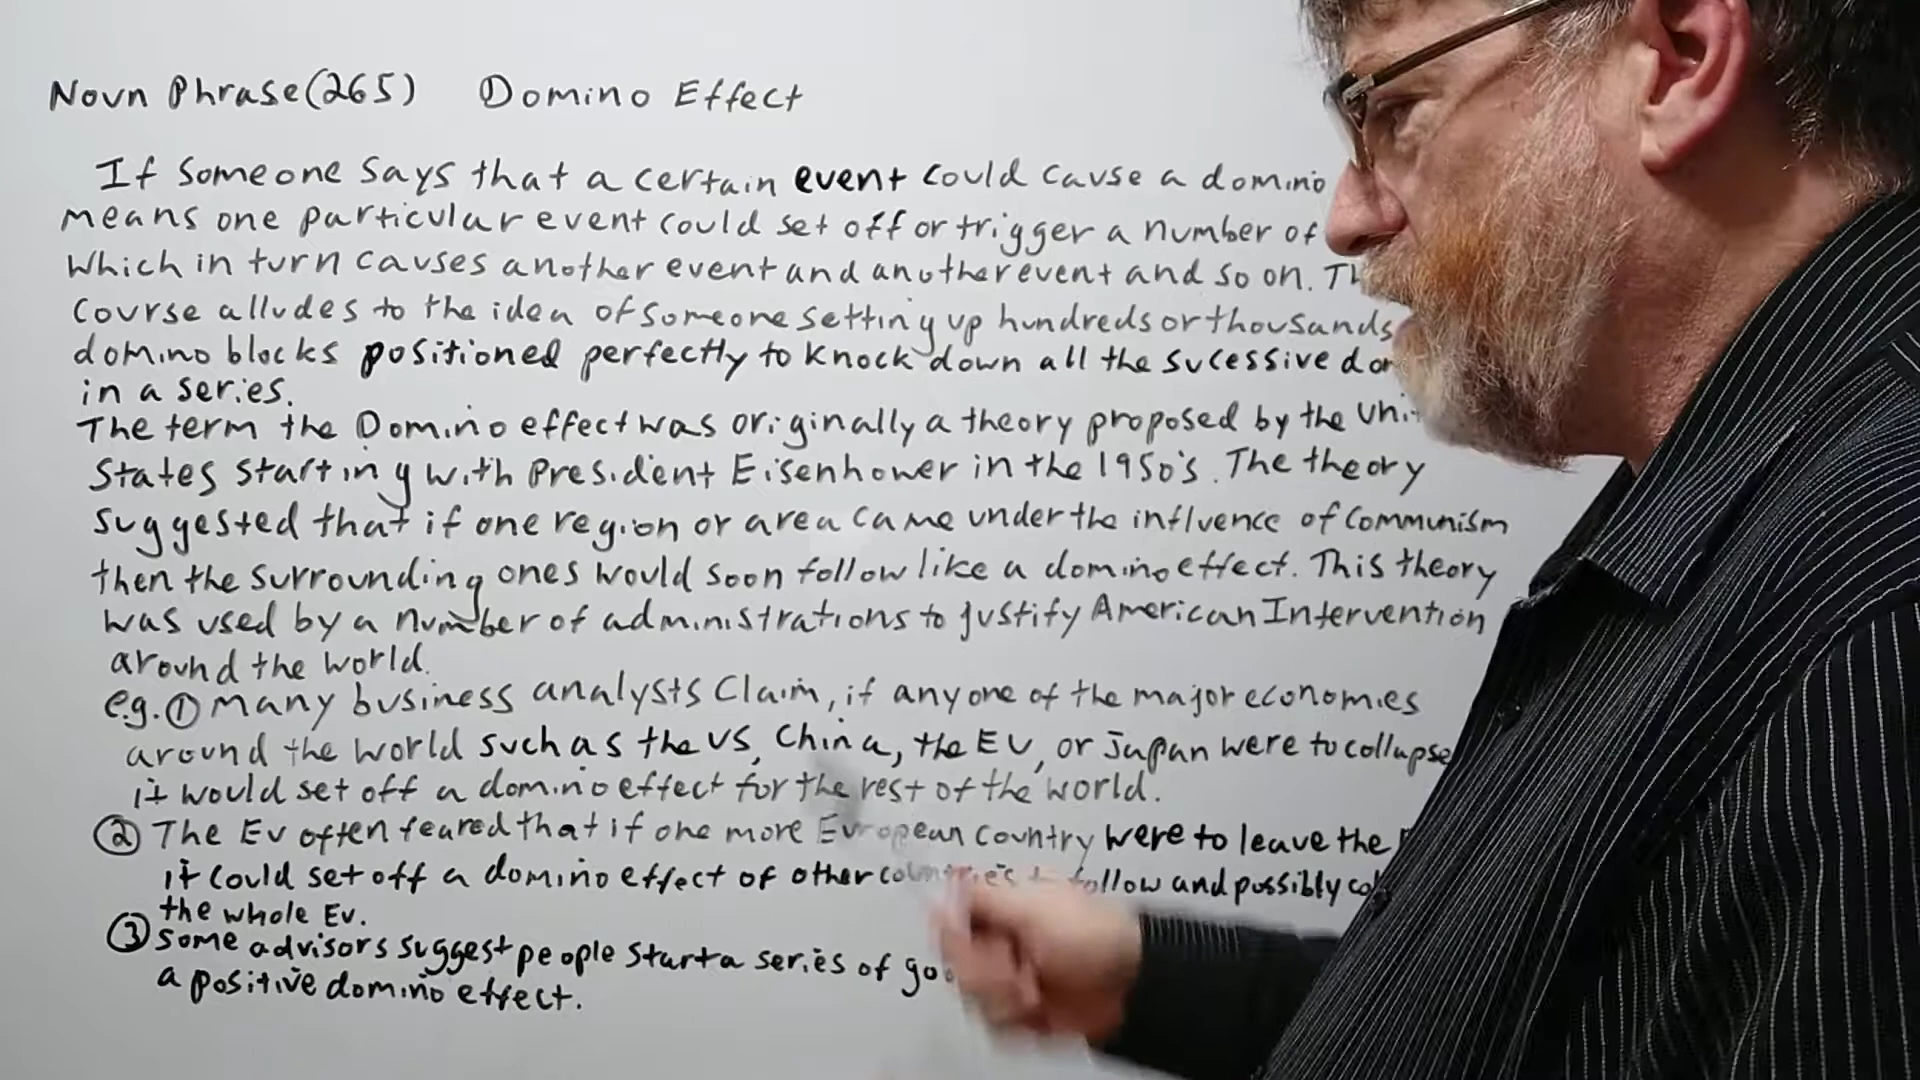 Noun Phrase (265) Domino Effect
If someone says that a certain event could cause a domino
means one particular event could set off or trigger a number of
which in turn causes another event and another event and so on.
course alludes to the idea of someone setting up hundreds or thousands
domino blocks positioned perfectly to knock down all the sucessive
in a series.
The term the Domino effect was originally a theory proposed by the
States starting with President Eisenhower in the 1950's. The theory
suggested that if one region or area came under the influence of Communism
then the surrounding ones would soon follow like a domino effect. This theory
was used by a number of administrations to justify American Intervention
around the world.
e.g. ① Many business analysts claim, if any one of the major economies
around the world such as the US, China, the EU, or Japan were to collapse
it would set off a domino effect for the rest of the world.
② The EU often feared that if one more European country were to leave the
it could set off a domino effect of other countries to follow and possibly
the whole EU.
③ Some advisors suggest people start a series of
a positive domino effect.